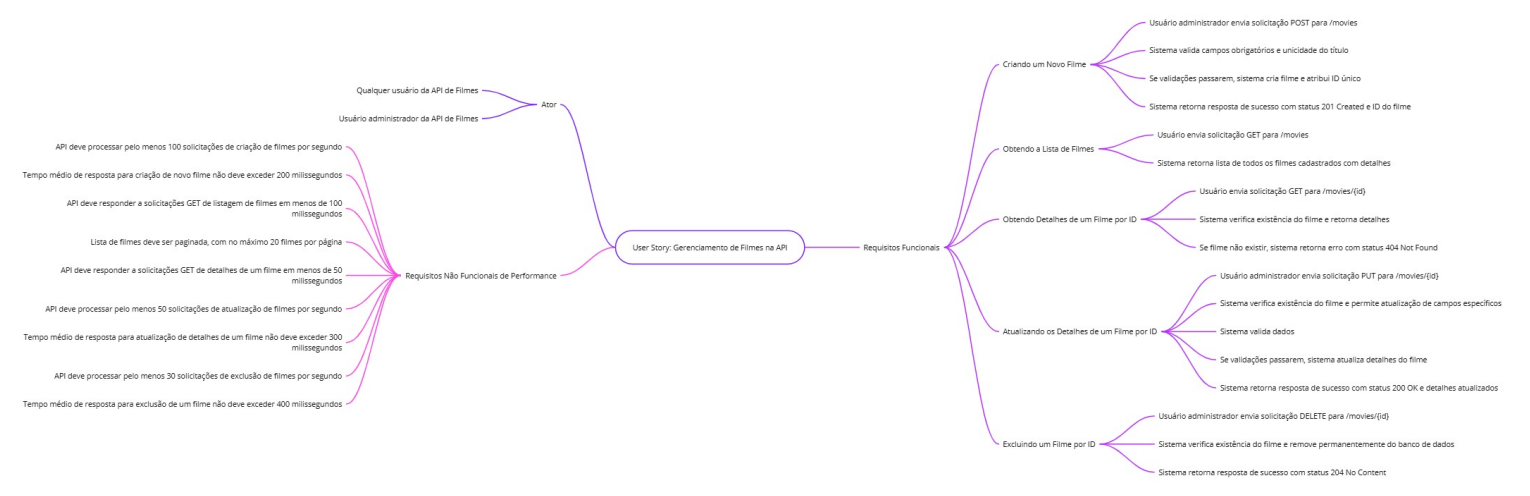 User Story: Gerenciamento de Filmes na API
Ator
Qualquer usuário da API de Filmes
Usuário administrador da API de Filmes
Requisitos Não Funcionais de Performance
API deve processar pelo menos 100 solicitações de criação de filmes por segundo
Tempo médio de resposta para criação de novo filme não deve exceder 200 milissegundos
API deve responder a solicitações GET de listagem de filmes em menos de 100
milissegundos
Lista de filmes deve ser paginada, com no máximo 20 filmes por página
API deve responder a solicitações GET de detalhes de um filme em menos de 50
milissegundos
API deve processar pelo menos 50 solicitações de atualização de filmes por segundo
Tempo médio de resposta para atualização de detalhes de um filme não deve exceder 300
milissegundos
API deve processar pelo menos 30 solicitações de exclusão de filmes por segundo
Tempo médio de resposta para exclusão de um filme não deve exceder 400 milissegundos
Requisitos Funcionais
Criando um Novo Filme
Usuário administrador envia solicitação POST para /movies
Sistema valida campos obrigatórios e unicidade do título
Se validações passarem, sistema cria filme e atribui ID único
Sistema retorna resposta de sucesso com status 201 Created e ID do filme
Obtendo a Lista de Filmes
Usuário envia solicitação GET para /movies
Sistema retorna lista de todos os filmes cadastrados com detalhes
Obtendo Detalhes de um Filme por ID
Usuário envia solicitação GET para /movies/{id}
Sistema verifica existência do filme e retorna detalhes
Se filme não existir, sistema retorna erro com status 404 Not Found
Atualizando os Detalhes de um Filme por ID
Usuário administrador envia solicitação PUT para /movies/{id}
Sistema verifica existência do filme e permite atualização de campos específicos
Sistema valida dados
Se validações passarem, sistema atualiza detalhes do filme
Sistema retorna resposta de sucesso com status 200 OK e detalhes atualizados
Excluindo um Filme por ID
Usuário administrador envia solicitação DELETE para /movies/{id}
Sistema verifica existência do filme e remove permanentemente do banco de dados
Sistema retorna resposta de sucesso com status 204 No Content